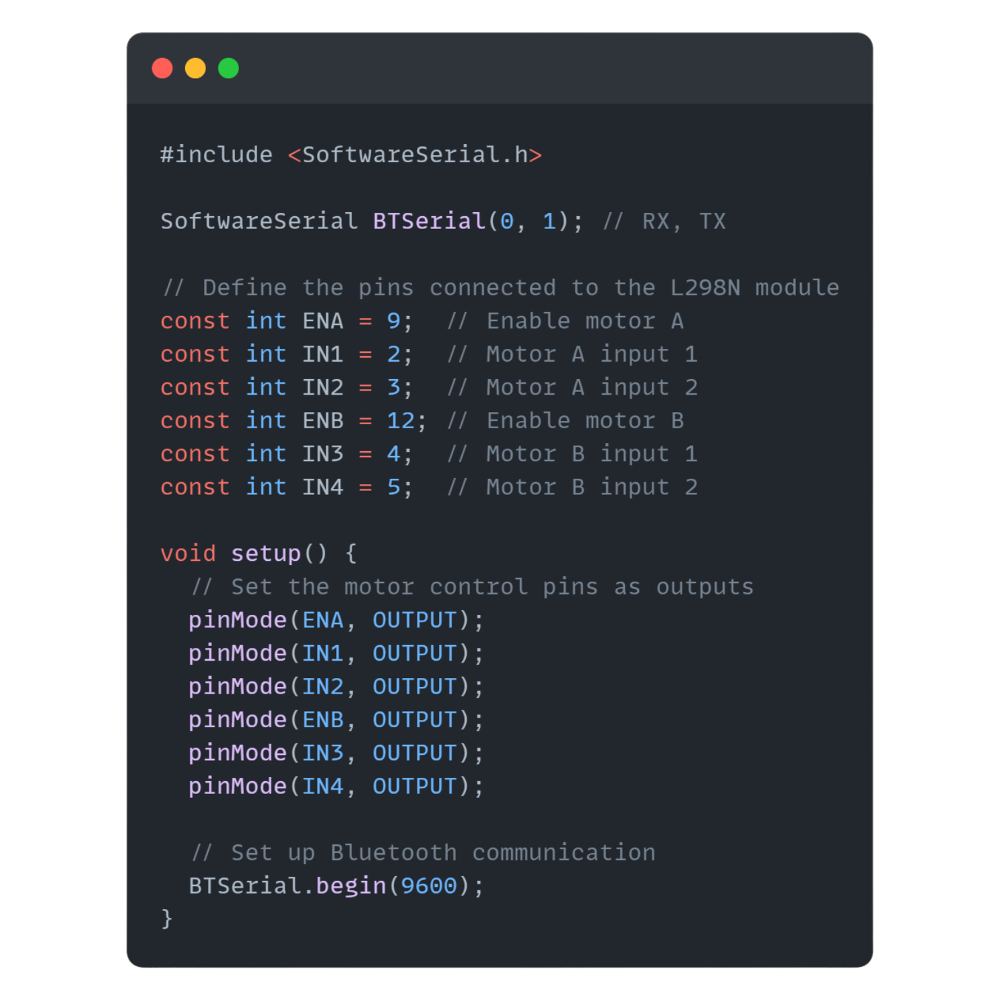 #include <SoftwareSerial.h>

SoftwareSerial BTSerial(0, 1); // RX, TX

// Define the pins connected to the L298N module
const int ENA = 9;  // Enable motor A
const int IN1 = 2;  // Motor A input 1
const int IN2 = 3;  // Motor A input 2
const int ENB = 12; // Enable motor B
const int IN3 = 4;  // Motor B input 1
const int IN4 = 5;  // Motor B input 2

void setup() {
  // Set the motor control pins as outputs
  pinMode(ENA, OUTPUT);
  pinMode(IN1, OUTPUT);
  pinMode(IN2, OUTPUT);
  pinMode(ENB, OUTPUT);
  pinMode(IN3, OUTPUT);
  pinMode(IN4, OUTPUT);

  // Set up Bluetooth communication
  BTSerial.begin(9600);
}